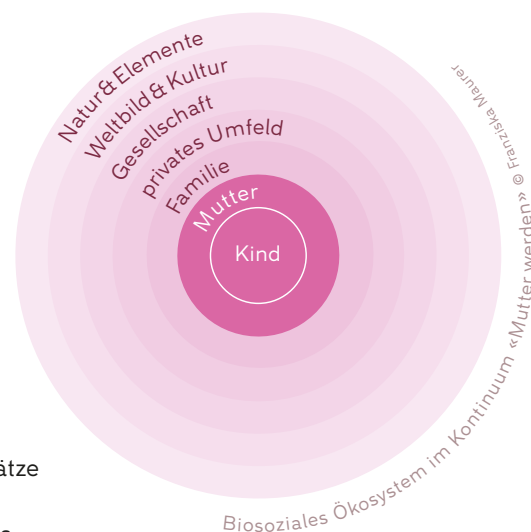 Natur & Elemente
Weltbild & Kultur
Gesellschaft
privates Umfeld
Familie
Mutter
Kind
Biosoziales Ökosystem im Kontinuum «Mutter werden» © Franziska Maurer
ätze